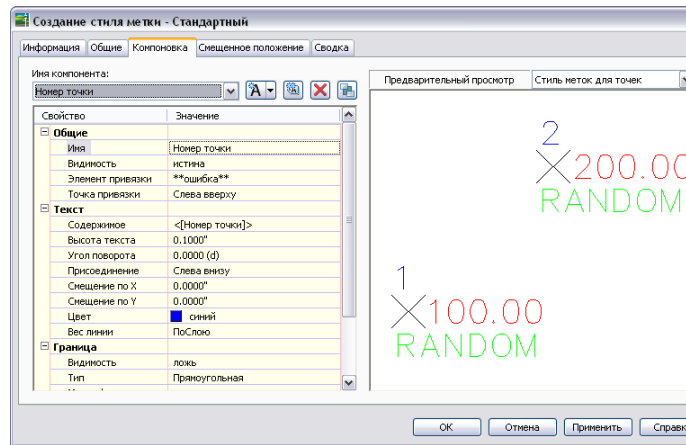 Создание стиля метки - Стандартный
Информация Общие Компоновка Смещенное положение Сводка
Имя компонента:
Номер точки
Предварительный просмотр Стиль меток для точек
Свойство Значение
Общие
Имя Номер точки
Видимость истина
Элемент привязки **ошибка**
Точка привязки Слева вверху
Текст
Содержимое <[Номер точки]>
Высота текста 0.1000"
Угол поворота 0.0000 (d)
Присоединение Слева внизу
Смещение по X 0.0000"
Смещение по Y 0.0000"
Цвет синий
Вес линии ПоСлою
Граница
Видимость ложь
Тип Прямоугольная
2
200.00
RANDOM
1
100.00
RANDOM
OK Отмена Применить Справк